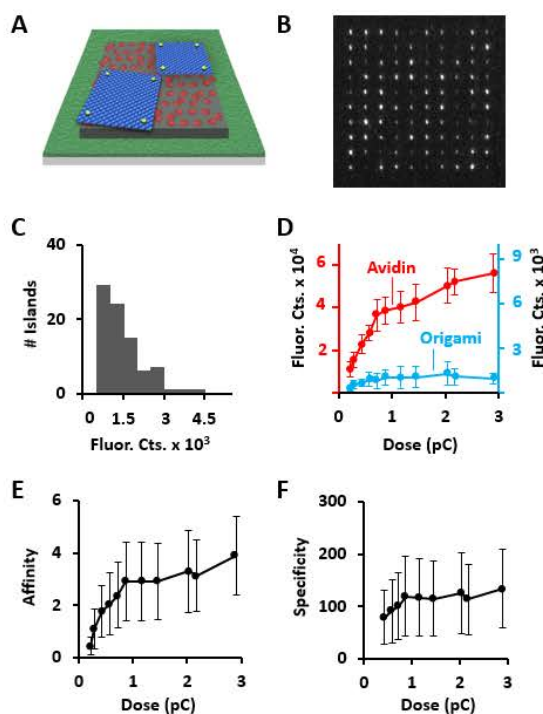 A
B
C
40
20
0
# Islands
0 1.5 3 4.5
Fluor. Cts. x 10³
D
6
4
2
Fluor. Cts. x 10⁴
Avidin
Origami
9
6
3
Fluor. Cts. x 10³
0 1 2 3
Dose (pC)
E
6
4
2
0
Affinity
0 1 2 3
Dose (pC)
F
300
200
100
0
Specificity
0 1 2 3
Dose (pC)